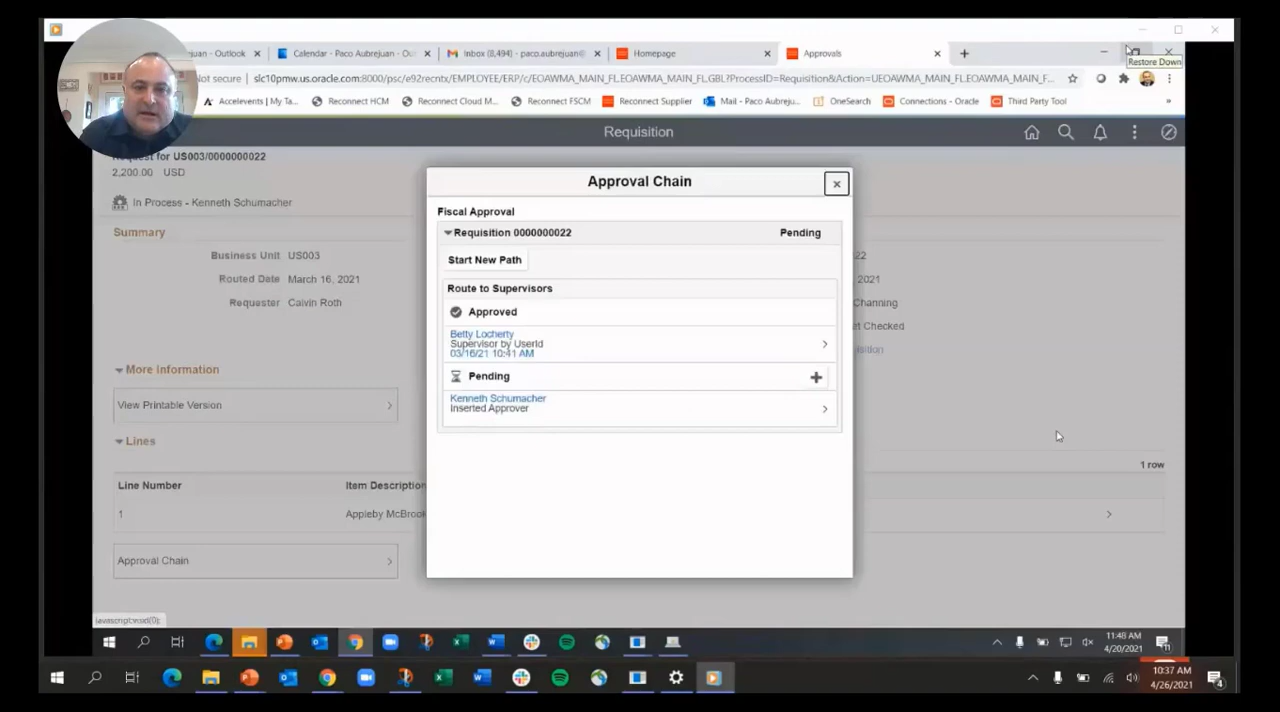 juan - Outlook
Calendar - Paco Aubrejuan - Ou
Inbox (8,494) - paco.aubrejuan@
Homepage
Approvals
Restore Down
Not secure
slc10pmw.us.oracle.com:8000/psc/e92recntx/EMPLOYEE/ERP/c/EOAWMA_MAIN_FL.EOAWMA_MAIN_FL.GBL?ProcessID=Requisition&Action=UEOAWMA_MAIN_FL.EOAWMA_MAIN_F...
Accelevents | My Ta...
Reconnect HCM
Reconnect Cloud M...
Reconnect FSCM
Reconnect Supplier
Mail - Paco Aubreju...
OneSearch
Connections - Oracle
Third Party Tool
»
Requisition
Request for US003/0000000022
2,200.00 USD
In Process - Kenneth Schumacher
Summary
Business Unit US003
Routed Date March 16, 2021
Requester Calvin Roth
22
2021
Channing
et Checked
isition
More Information
View Printable Version
Lines
1 row
Line Number
Item Description
1
Appleby McBrook
Approval Chain
Approval Chain
Fiscal Approval
Requisition 0000000022
Pending
Start New Path
Route to Supervisors
Approved
Betty Locherty
Supervisor by UserId
03/16/21 10:41 AM
Pending
Kenneth Schumacher
Inserted Approver
javascript:void(0);
11:48 AM
4/20/2021
10:37 AM
4/26/2021
4